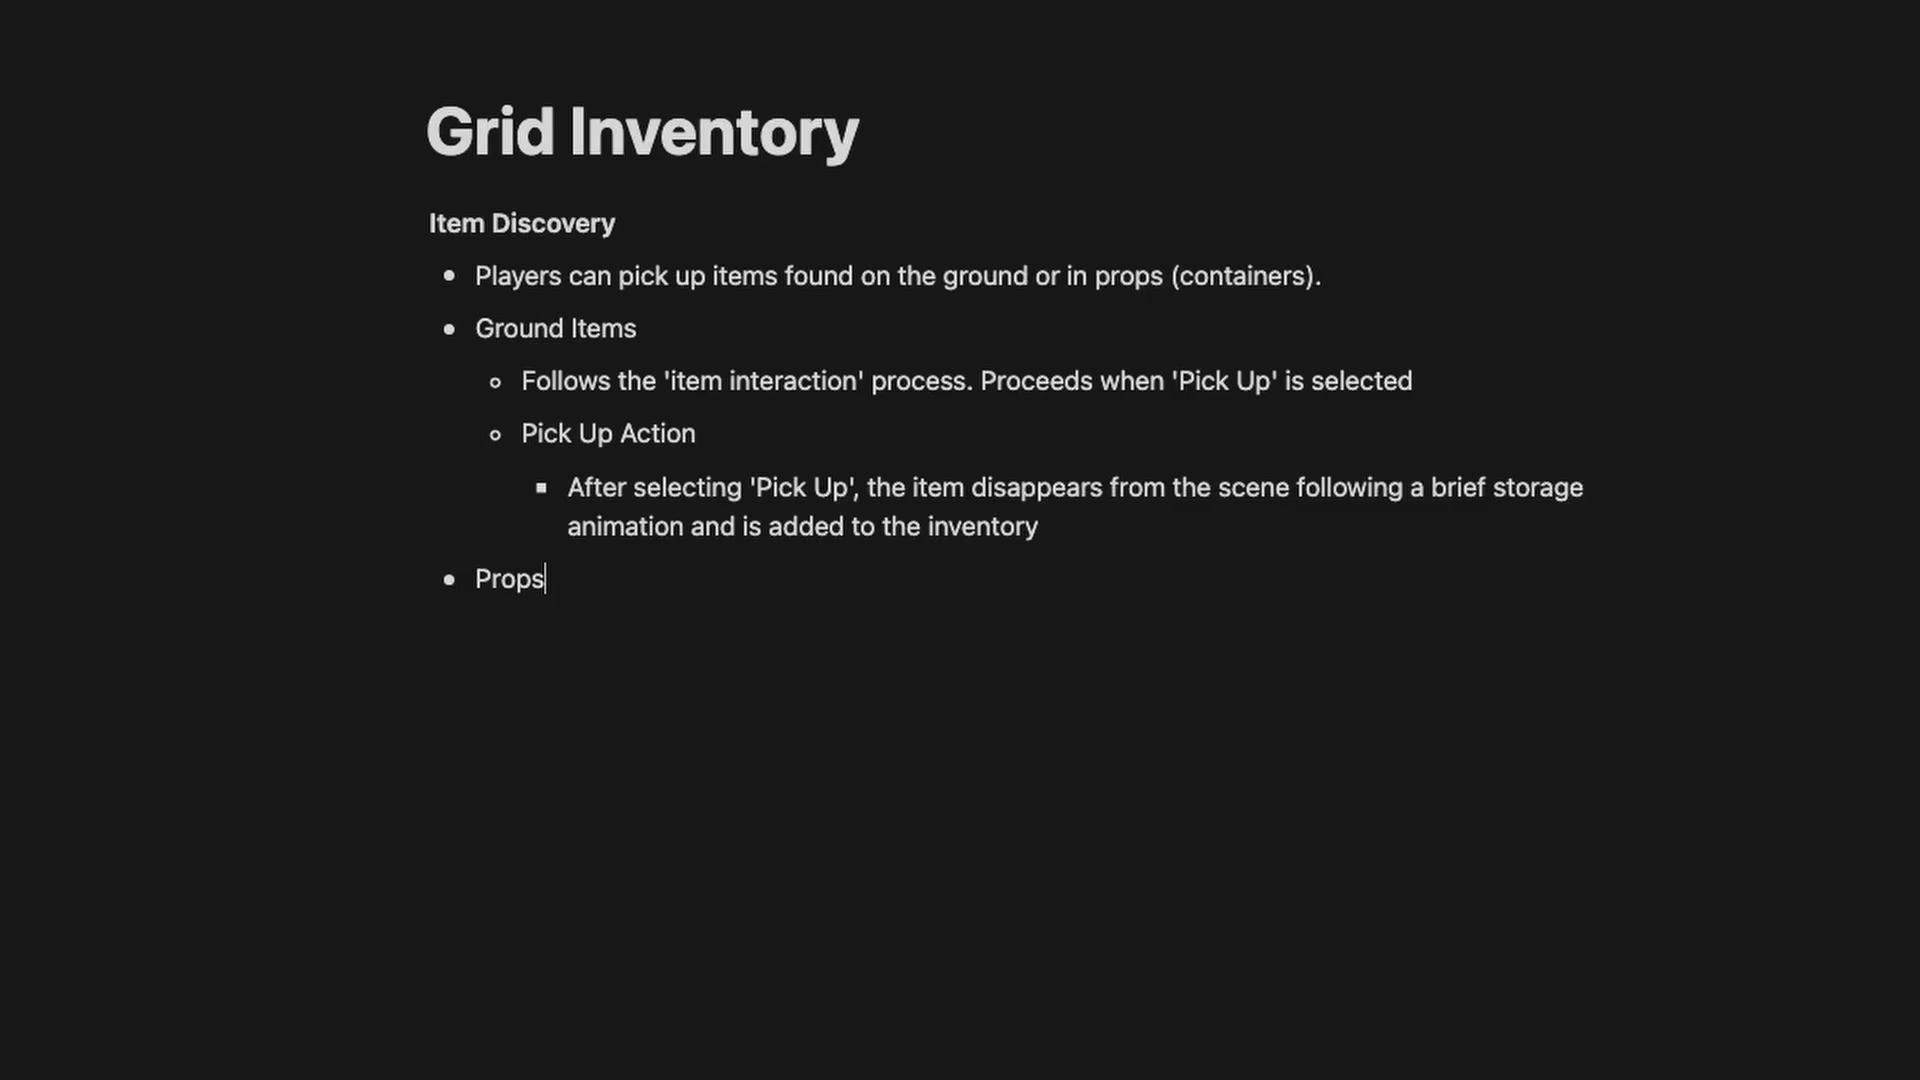 Grid Inventory
Item Discovery
Players can pick up items found on the ground or in props (containers).
Ground Items
Follows the 'item interaction' process. Proceeds when 'Pick Up' is selected
Pick Up Action
After selecting 'Pick Up', the item disappears from the scene following a brief storage
animation and is added to the inventory
Props